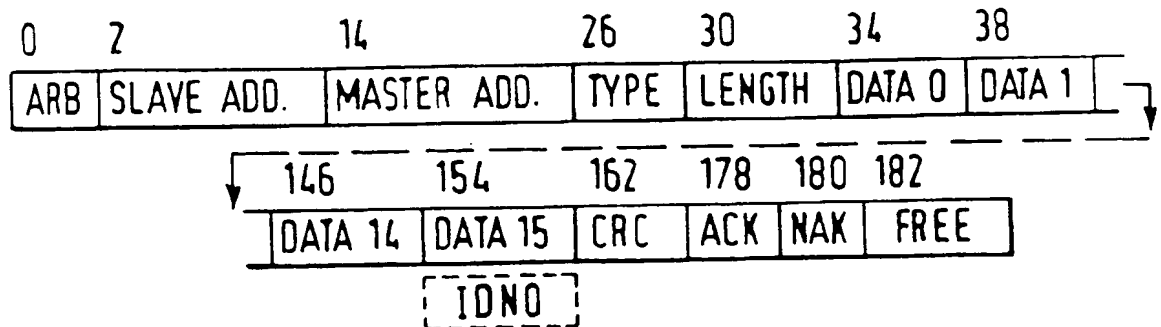 0 2 14 26 30 34 38
ARB SLAVE ADD. MASTER ADD. TYPE LENGTH DATA 0 DATA 1
146 154 162 178 180 182
DATA 14 DATA 15 CRC ACK NAK FREE
IDNO